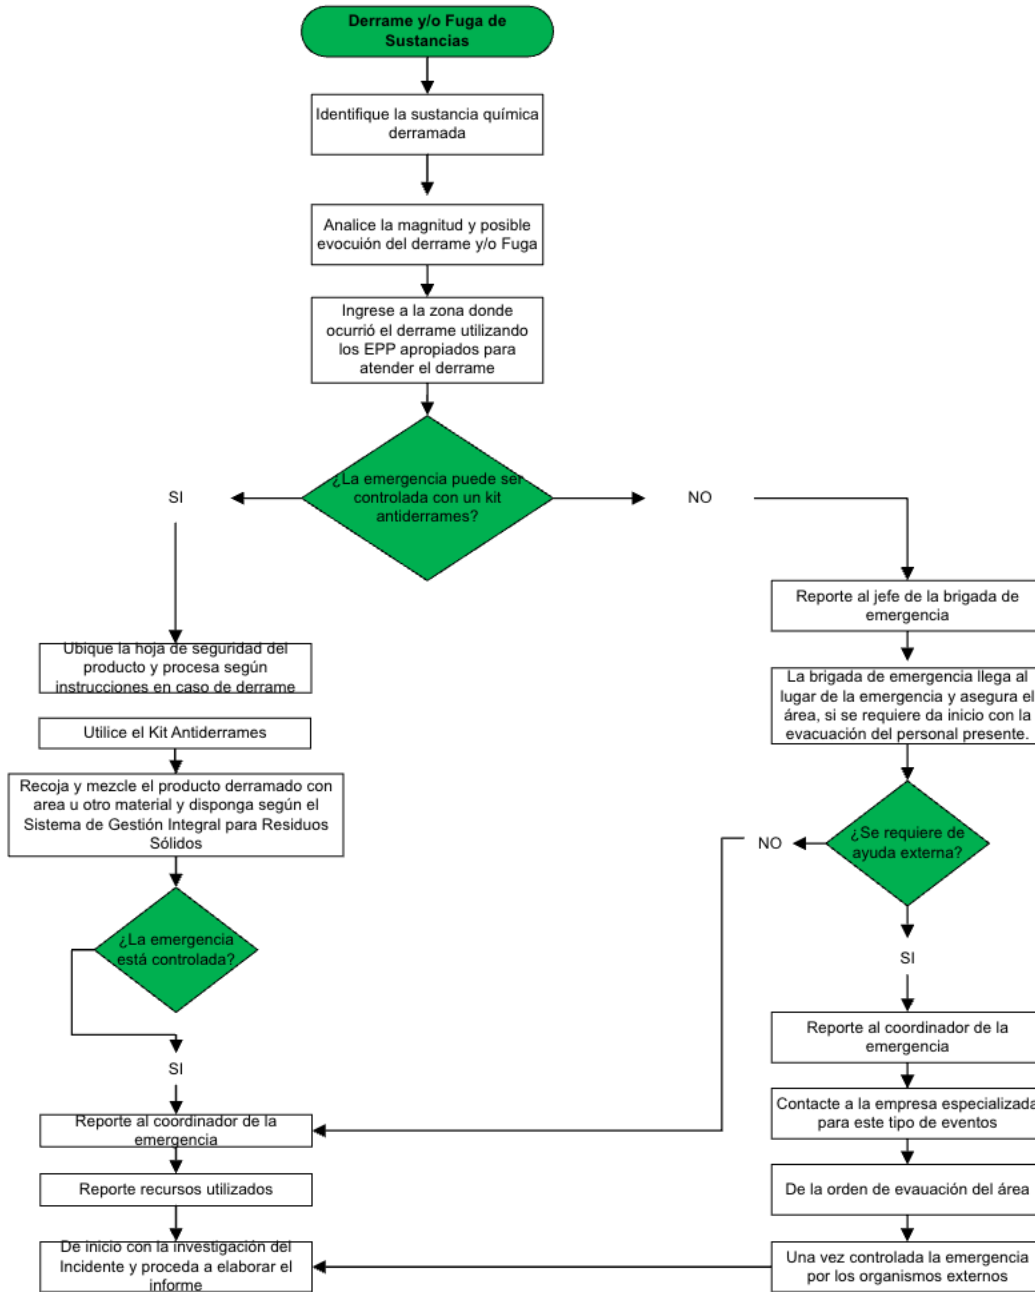 Derrame y/o Fuga de
Sustancias
Identifique la sustancia química
derramada
Analice la magnitud y posible
evocuión del derrame y/o Fuga
Ingrese a la zona donde
ocurrió el derrame utilizando
los EPP apropiados para
atender el derrame
¿La emergencia puede ser
controlada con un kit
antiderrames?
SI
NO
Ubique la hoja de seguridad del
producto y procesa según
instrucciones en caso de derrame
Utilice el Kit Antiderrames
Recoja y mezcle el producto derramado con
area u otro material y disponga según el
Sistema de Gestión Integral para Residuos
Sólidos
¿La emergencia
está controlada?
SI
Reporte al coordinador de la
emergencia
Reporte recursos utilizados
De inicio con la investigación del
Incidente y proceda a elaborar el
informe
Reporte al jefe de la brigada de
emergencia
La brigada de emergencia llega al
lugar de la emergencia y asegura el
área, si se requiere da inicio con la
evacuación del personal presente.
¿Se requiere de
ayuda externa?
NO
SI
Reporte al coordinador de la
emergencia
Contacte a la empresa especializada
para este tipo de eventos
De la orden de evauación del área
Una vez controlada la emergencia
por los organismos externos